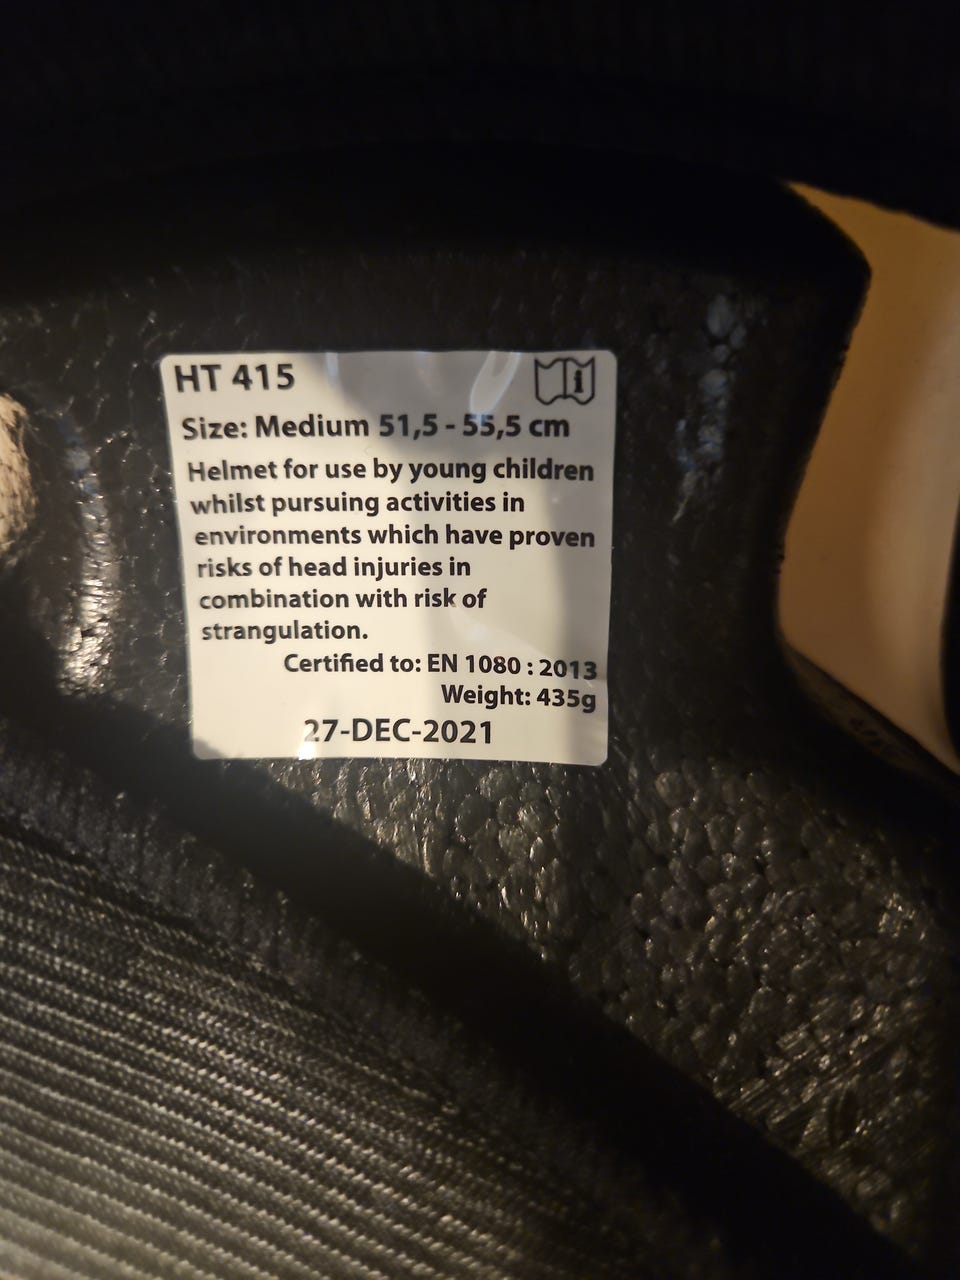 HT 415
Size: Medium 51,5 - 55,5 cm
Helmet for use by young children
whilst pursuing activities in
environments which have proven
risks of head injuries in
combination with risk of
strangulation.
Certified to: EN 1080 : 2013
Weight: 435g
27-DEC-2021